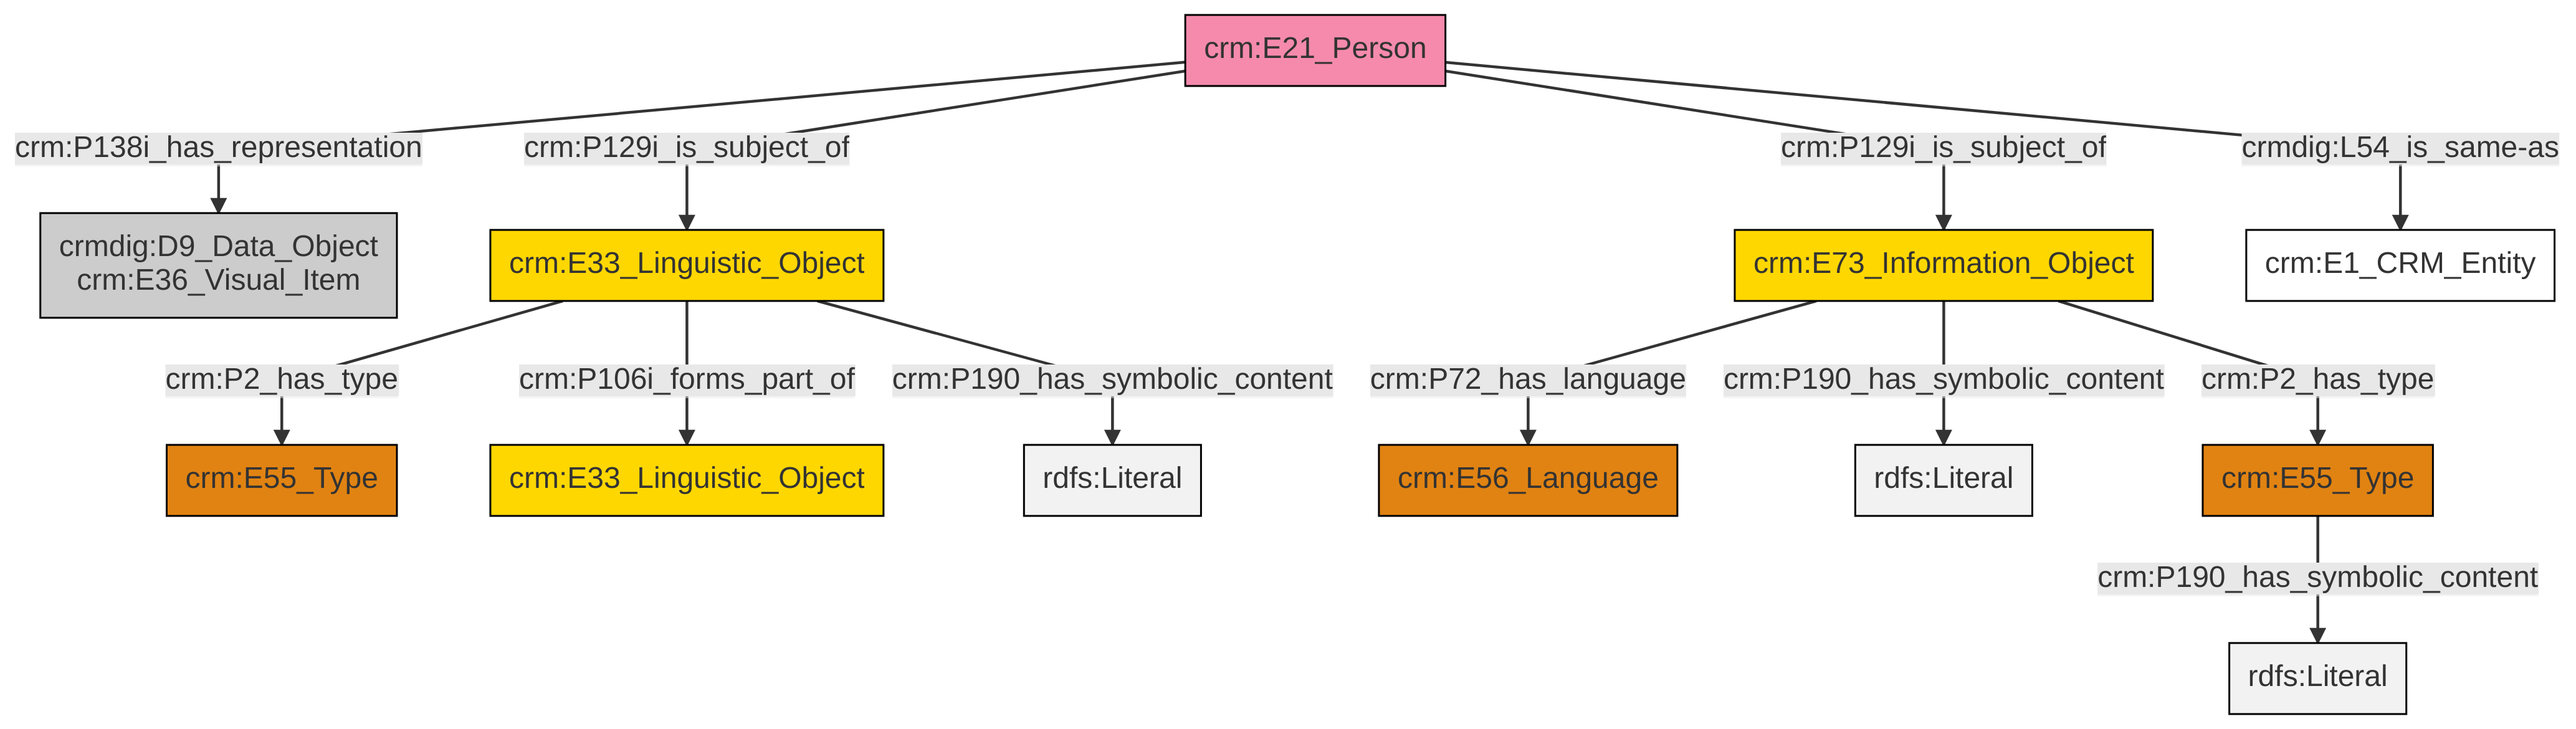 crm:E21_Person
crm:P138i_has_representation
crm:P129i_is_subject_of
crm:P129i_is_subject_of
crmdig:L54_is_same-as
crmdig:D9_Data_Object
crm:E36_Visual_Item
crm:E33_Linguistic_Object
crm:E73_Information_Object
crm:E1_CRM_Entity
crm:P2_has_type
crm:P106i_forms_part_of
crm:P190_has_symbolic_content
crm:P72_has_language
crm:P190_has_symbolic_content
crm:P2_has_type
crm:E55_Type
crm:E33_Linguistic_Object
rdfs:Literal
crm:E56_Language
rdfs:Literal
crm:E55_Type
crm:P190_has_symbolic_content
rdfs:Literal